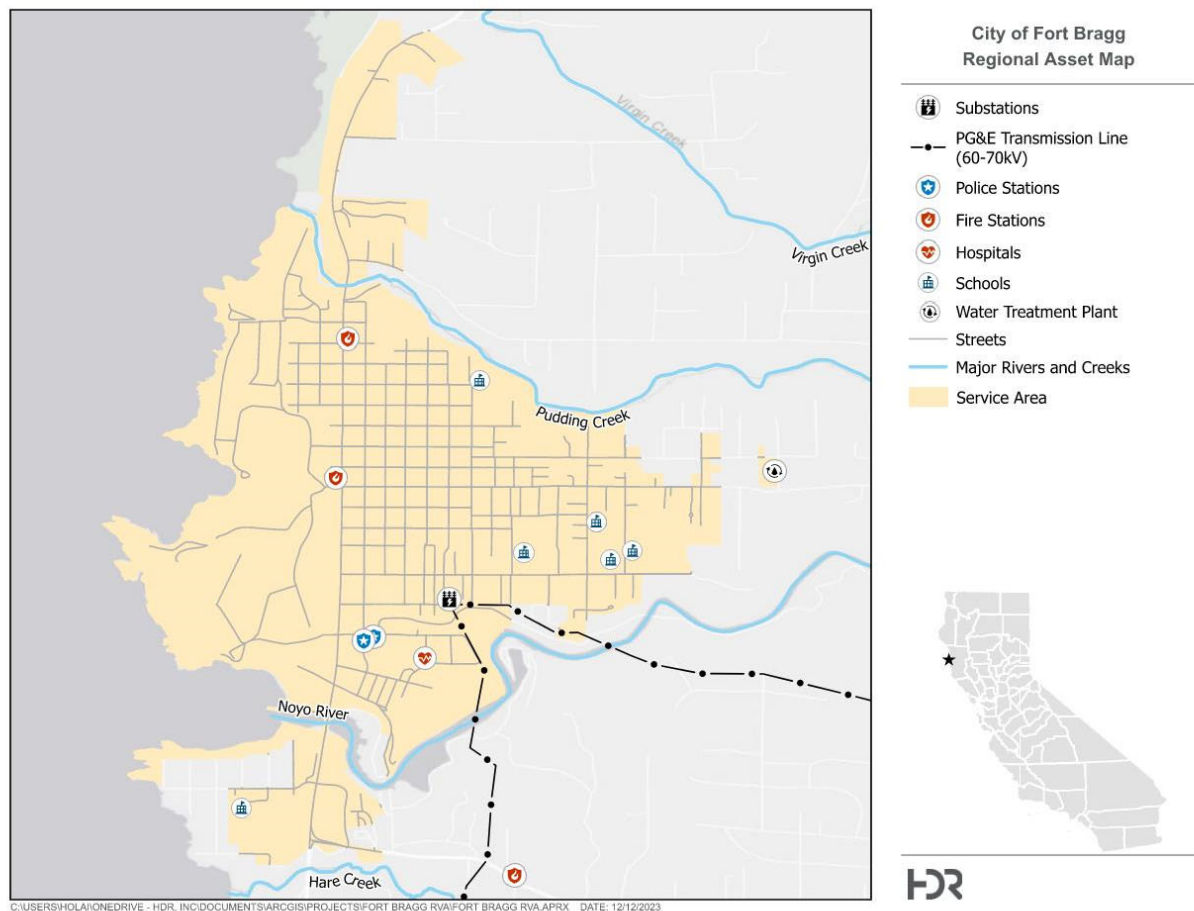 City of Fort Bragg
Regional Asset Map
Substations
PG&E Transmission Line
(60-70kV)
Police Stations
Fire Stations
Hospitals
Schools
Water Treatment Plant
Streets
Major Rivers and Creeks
Service Area
Virgin Creek
Virgin Creek
Pudding Creek
Noyo River
Hare Creek
HDR
C:\USERS\HOLAI\ONEDRIVE - HDR, INC\DOCUMENTS\ARCGIS\PROJECTS\FORT BRAGG RVA\FORT BRAGG RVA.APRX DATE: 12/12/2023